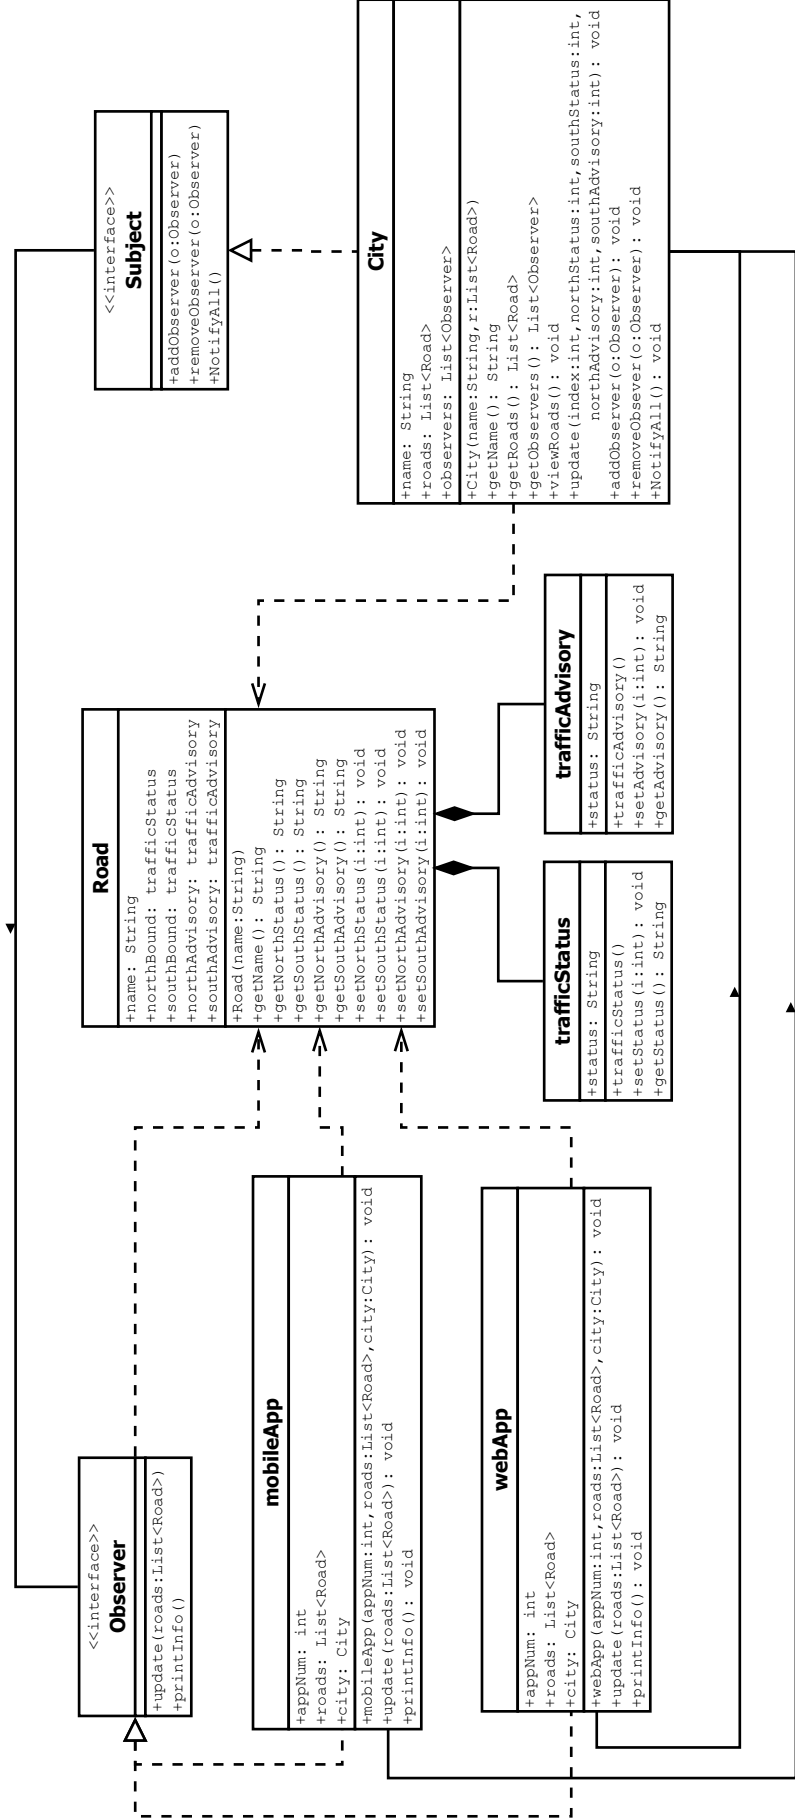 <<interface>>
Observer
+update(roads:List<Road>)
+printInfo()
mobileApp
+appNum: int
+roads: List<Road>
+city: City
+mobileApp(appNum:int,roads:List<Road>,city:City): void
+update(roads:List<Road>): void
+printInfo(): void
webApp
+appNum: int
+roads: List<Road>
+city: City
+webApp(appNum:int,roads:List<Road>,city:City): void
+update(roads:List<Road>): void
+printInfo(): void
Road
+name: String
+northBound: trafficStatus
+southBound: trafficStatus
+northAdvisory: trafficAdvisory
+southAdvisory: trafficAdvisory
+Road(name:String)
+getName(): String
+getNorthStatus(): String
+getSouthStatus(): String
+getNorthAdvisory(): String
+getSouthAdvisory(): String
+setNorthStatus(i:int): void
+setSouthStatus(i:int): void
+setNorthAdvisory(i:int): void
+setSouthAdvisory(i:int): void
trafficStatus
+status: String
+trafficStatus()
+setStatus(i:int): void
+getStatus(): String
trafficAdvisory
+status: String
+trafficAdvisory()
+setAdvisory(i:int): void
+getAdvisory(): String
<<interface>>
Subject
+addObserver(o:Observer)
+removeObserver(o:Observer)
+NotifyAll()
City
+name: String
+roads: List<Road>
+observers: List<Observer>
+City(name:String,r:List<Road>)
+getName(): String
+getRoads(): List<Road>
+getObservers(): List<Observer>
+viewRoads(): void
+update(index:int,northStatus:int,southStatus:int,
northAdvisory:int,southAdvisory:int): void
+addObserver(o:Observer): void
+removeObsever(o:Observer): void
+NotifyAll(): void